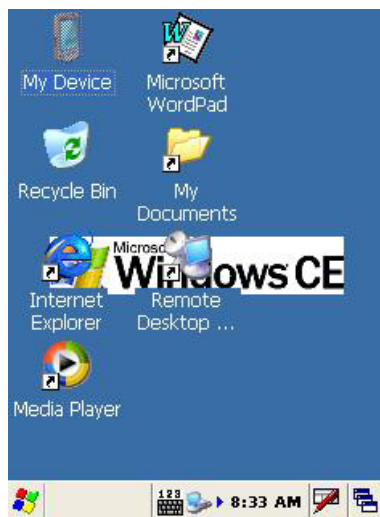 My Device
Microsoft
WordPad
Recycle Bin
My
Documents
Windows CE
Internet
Explorer
Remote
Desktop ...
Media Player
123
8:33 AM